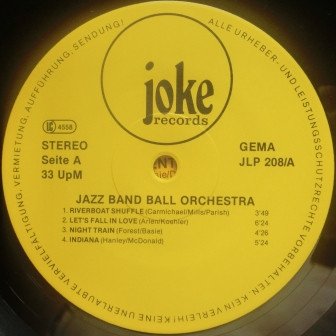 ALLE URHEBER- UND LEISTUNGSSCHUTZRECHTE VORBEHALTEN. KEIN VERLEIH! KEINE UNERLAUBTE VERVIELFÄLTIGUNG, VERMIETUNG, AUFFÜHRUNG, SENDUNG!
joke
records
LC 4558
STEREO
Seite A
33 UpM
GEMA
JLP 208/A
JAZZ BAND BALL ORCHESTRA
1. RIVERBOAT SHUFFLE (Carmichael/Mills/Parish) 3'49
2. LET'S FALL IN LOVE (Arlen/Koehler) 6'24
3. NIGHT TRAIN (Forest/Basie) 4'26
4. INDIANA (Hanley/McDonald) 5'24